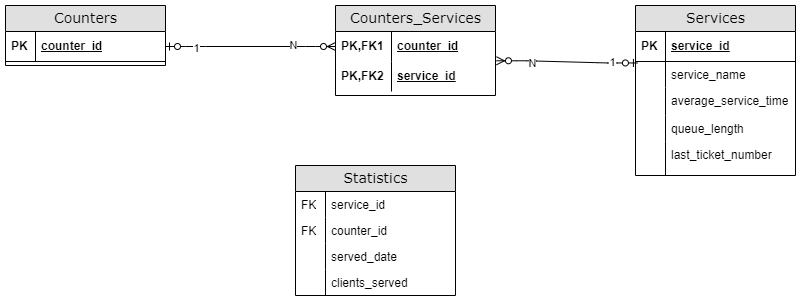 Counters
PK counter_id
1 N
Counters_Services
PK,FK1 counter_id
PK,FK2 service_id
N 1
Services
PK service_id
service_name
average_service_time
queue_length
last_ticket_number
Statistics
FK service_id
FK counter_id
served_date
clients_served